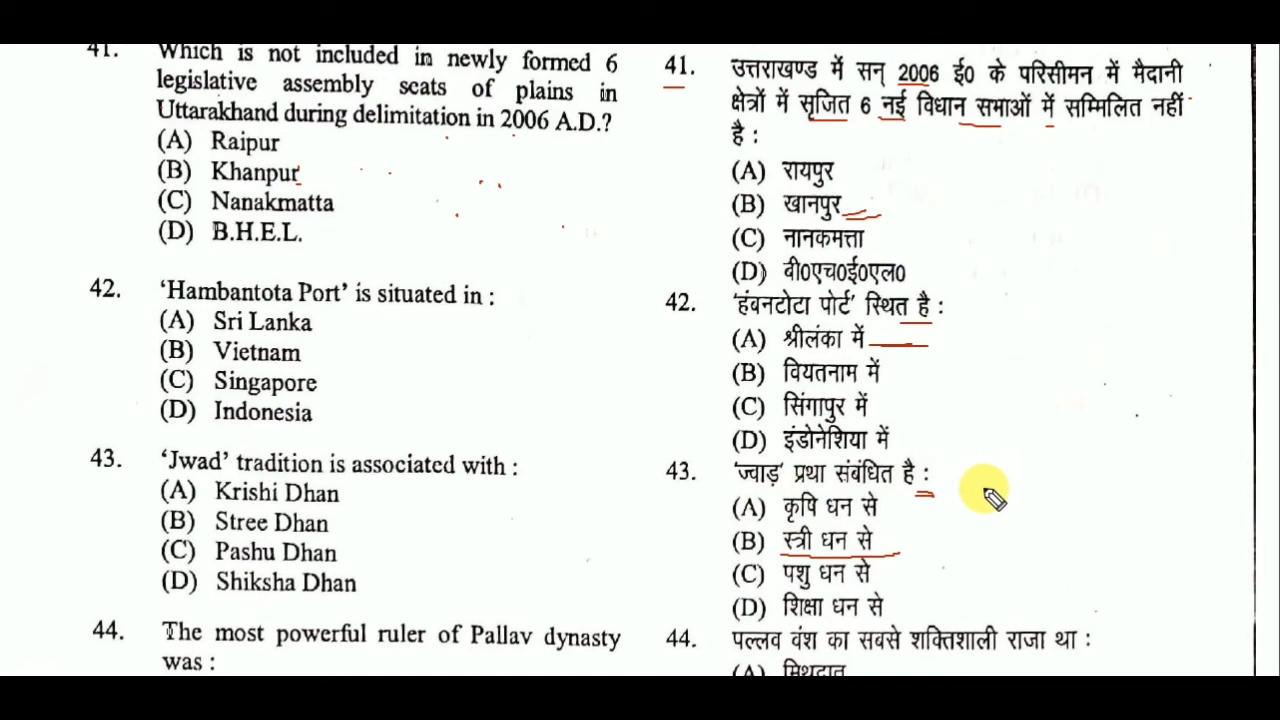 41. Which is not included in newly formed 6
legislative assembly seats of plains in
Uttarakhand during delimitation in 2006 A.D.?
(A) Raipur
(B) Khanpur
(C) Nanakmatta
(D) B.H.E.L.
42. ‘Hambantota Port’ is situated in :
(A) Sri Lanka
(B) Vietnam
(C) Singapore
(D) Indonesia
43. ‘Jwad’ tradition is associated with :
(A) Krishi Dhan
(B) Stree Dhan
(C) Pashu Dhan
(D) Shiksha Dhan
44. The most powerful ruler of Pallav dynasty
was :
41. उत्तराखण्ड में सन् 2006 ई0 के परिसीमन में मैदानी
क्षेत्रों में सृजित 6 नई विधान सभाओं में सम्मिलित नहीं
है :
(A) रायपुर
(B) खानपुर
(C) नानकमत्ता
(D) बी0एच0ई0एल0
42. ‘हंबनटोटा पोर्ट’ स्थित है :
(A) श्रीलंका में
(B) वियतनाम में
(C) सिंगापुर में
(D) इंडोनेशिया में
43. ‘ज्वाड़’ प्रथा संबंधित है :
(A) कृषि धन से
(B) स्त्री धन से
(C) पशु धन से
(D) शिक्षा धन से
44. पल्लव वंश का सबसे शक्तिशाली राजा था :
(A)